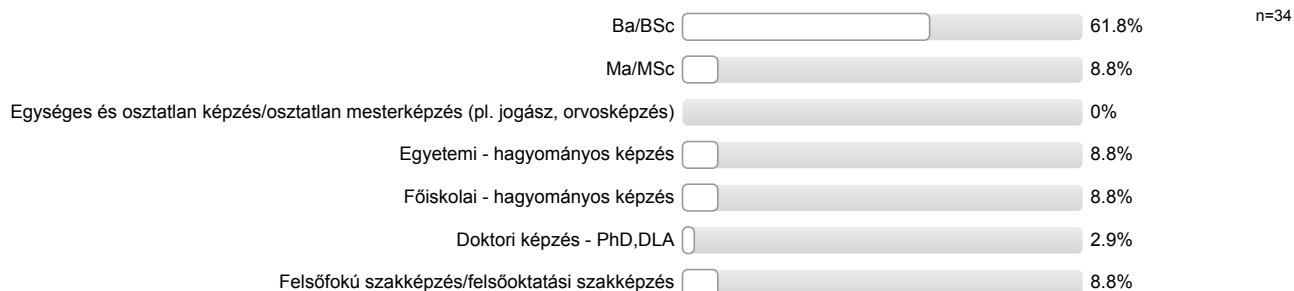 Ba/BSc 61.8% n=34
Ma/MSc 8.8%
Egységes és osztatlan képzés/osztatlan mesterképzés (pl. jogász, orvosképzés) 0%
Egyetemi - hagyományos képzés 8.8%
Főiskolai - hagyományos képzés 8.8%
Doktori képzés - PhD,DLA 2.9%
Felsőfokú szakképzés/felsőoktatási szakképzés 8.8%